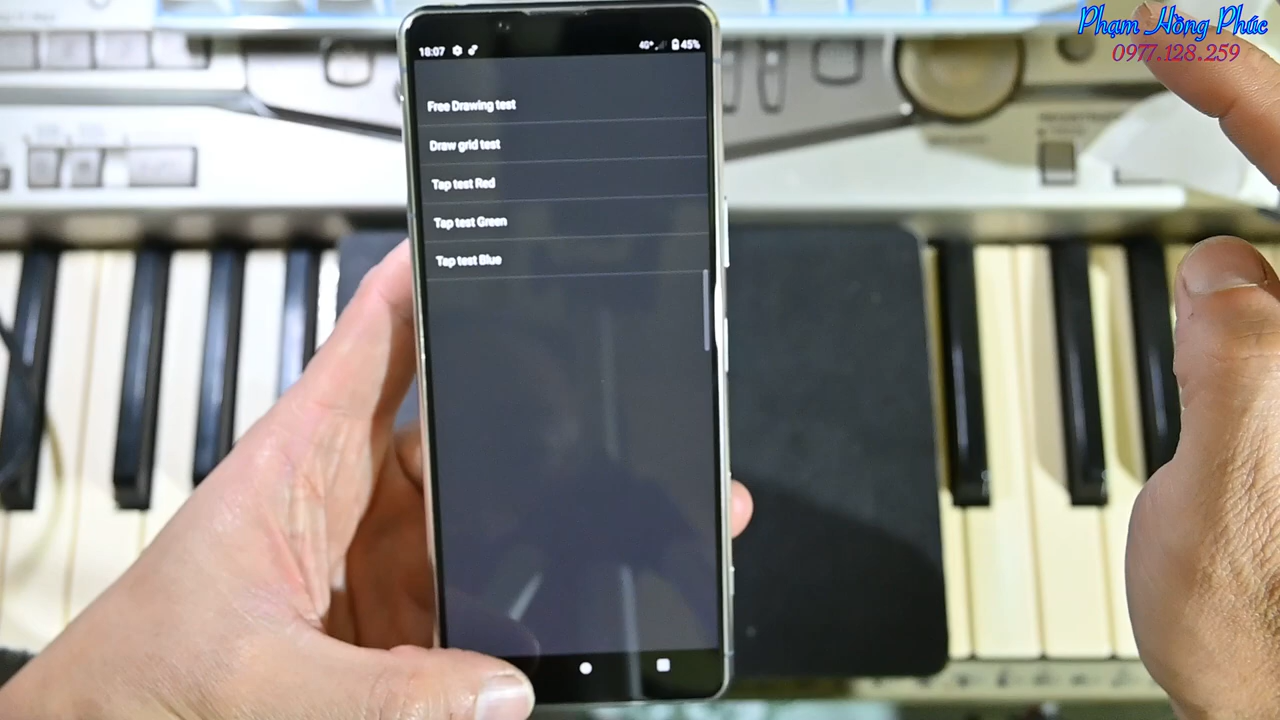 Phạm Hồng Phúc
0977.128.259
18:07
4G+ 45%
Free Drawing test
Draw grid test
Tap test Red
Tap test Green
Tap test Blue